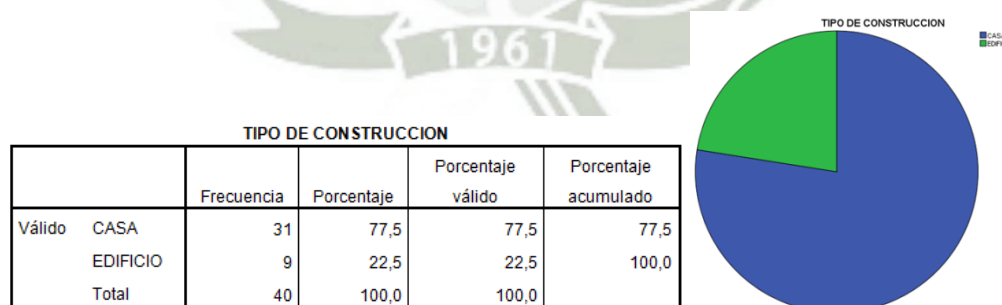 1961
TIPO DE CONSTRUCCION
Frecuencia Porcentaje Porcentaje válido Porcentaje acumulado
Válido CASA 31 77,5 77,5 77,5
EDIFICIO 9 22,5 22,5 100,0
Total 40 100,0 100,0
TIPO DE CONSTRUCCION